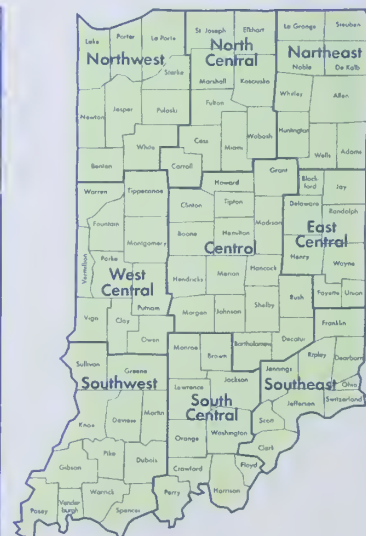 Lake Porter La Porte St Joseph Elkhart La Grange Steuben
Northwest North Central Nartheast
Noble De Kalb
Starke Marshall Kosciusko Whitley Allen
Newton Jasper Pulaski Fulton
Huntington Wells Adams
White Cass Miami Wabash
Benton Carroll Howard Grant
Warren Tippecanoe Clinton Tipton Black-
ford Jay
Delaware Randolph
Fountain Montgomery Boone Hamilton Madison
East
Central
Central
Vermillion Parke Hendricks Marion Hancock Henry Wayne
West
Central
Putnam Morgan Johnson Shelby Rush Fayette Union
Vigo Clay Owen
Franklin
Monroe Brown Bartholomew Decatur
Sullivan Greene Jackson Jennings Ripley Dearborn
Southwest Southeast
Lawrence Ohio
Knox Daviess Martin South
Central Jefferson Switzerland
Scott
Orange Washington Clark
Pike Dubois
Gibson Crawford Floyd
Warrick Perry Harrison
Posey Vander
burgh Spencer